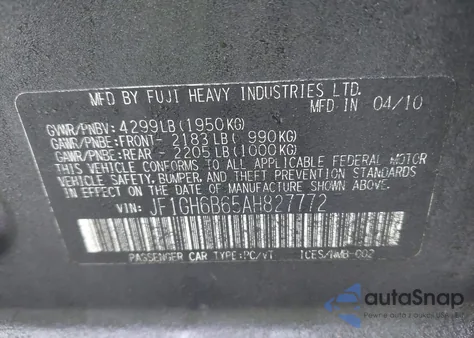 MFD BY FUJI HEAVY INDUSTRIES LTD.
MFD IN 04/10
GVWR/PNBV: 4299LB(1950KG)
GAWR/PNBE:FRONT- 2183LB( 990KG)
GAWR/PNBE:REAR - 2205LB(1000KG)
THIS VEHICLE CONFORMS TO ALL APPLICABLE FEDERAL MOTOR
VEHICLE SAFETY,BUMPER,AND THEFT PREVENTION STANDARDS
IN EFFECT ON THE DATE OF MANUFACTURE SHOWN ABOVE.
VIN: JF1GH6B65AH827772
PASSENGER CAR TYPE:PC/VT ICES/NMB-002
autoSnap
Pewne auto z importu